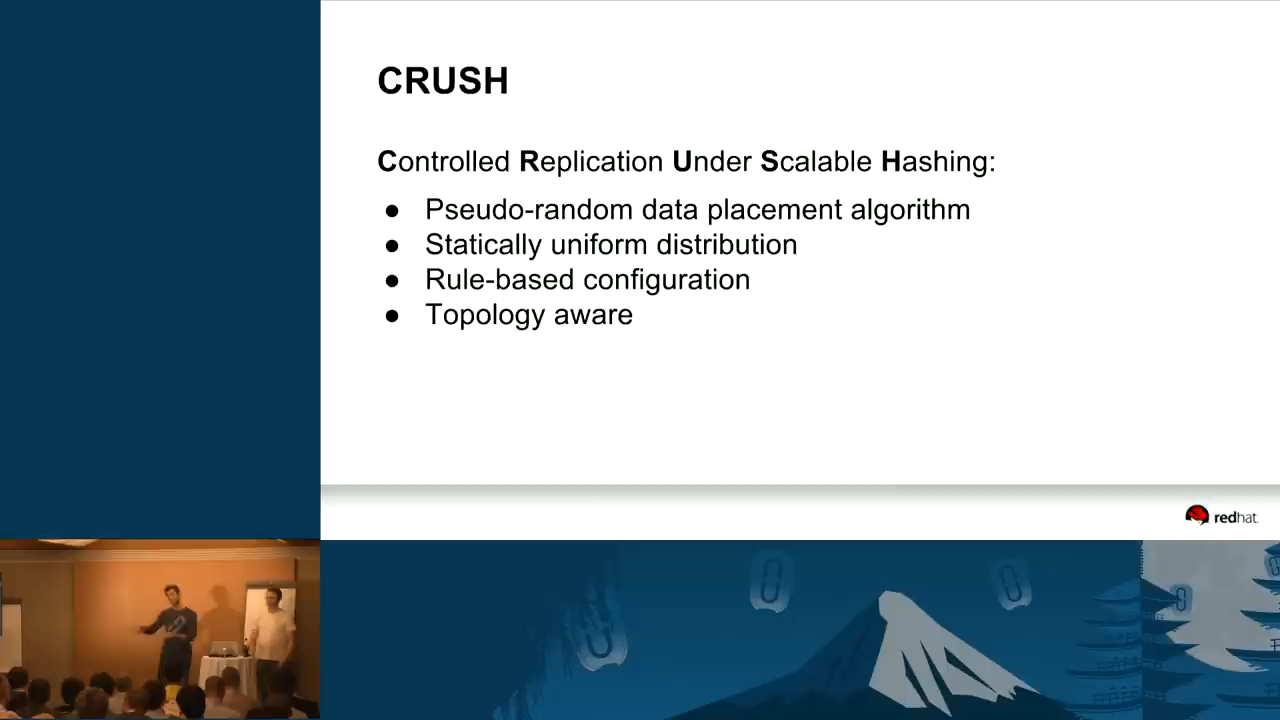 CRUSH
Controlled Replication Under Scalable Hashing:
● Pseudo-random data placement algorithm
● Statically uniform distribution
● Rule-based configuration
● Topology aware
redhat.